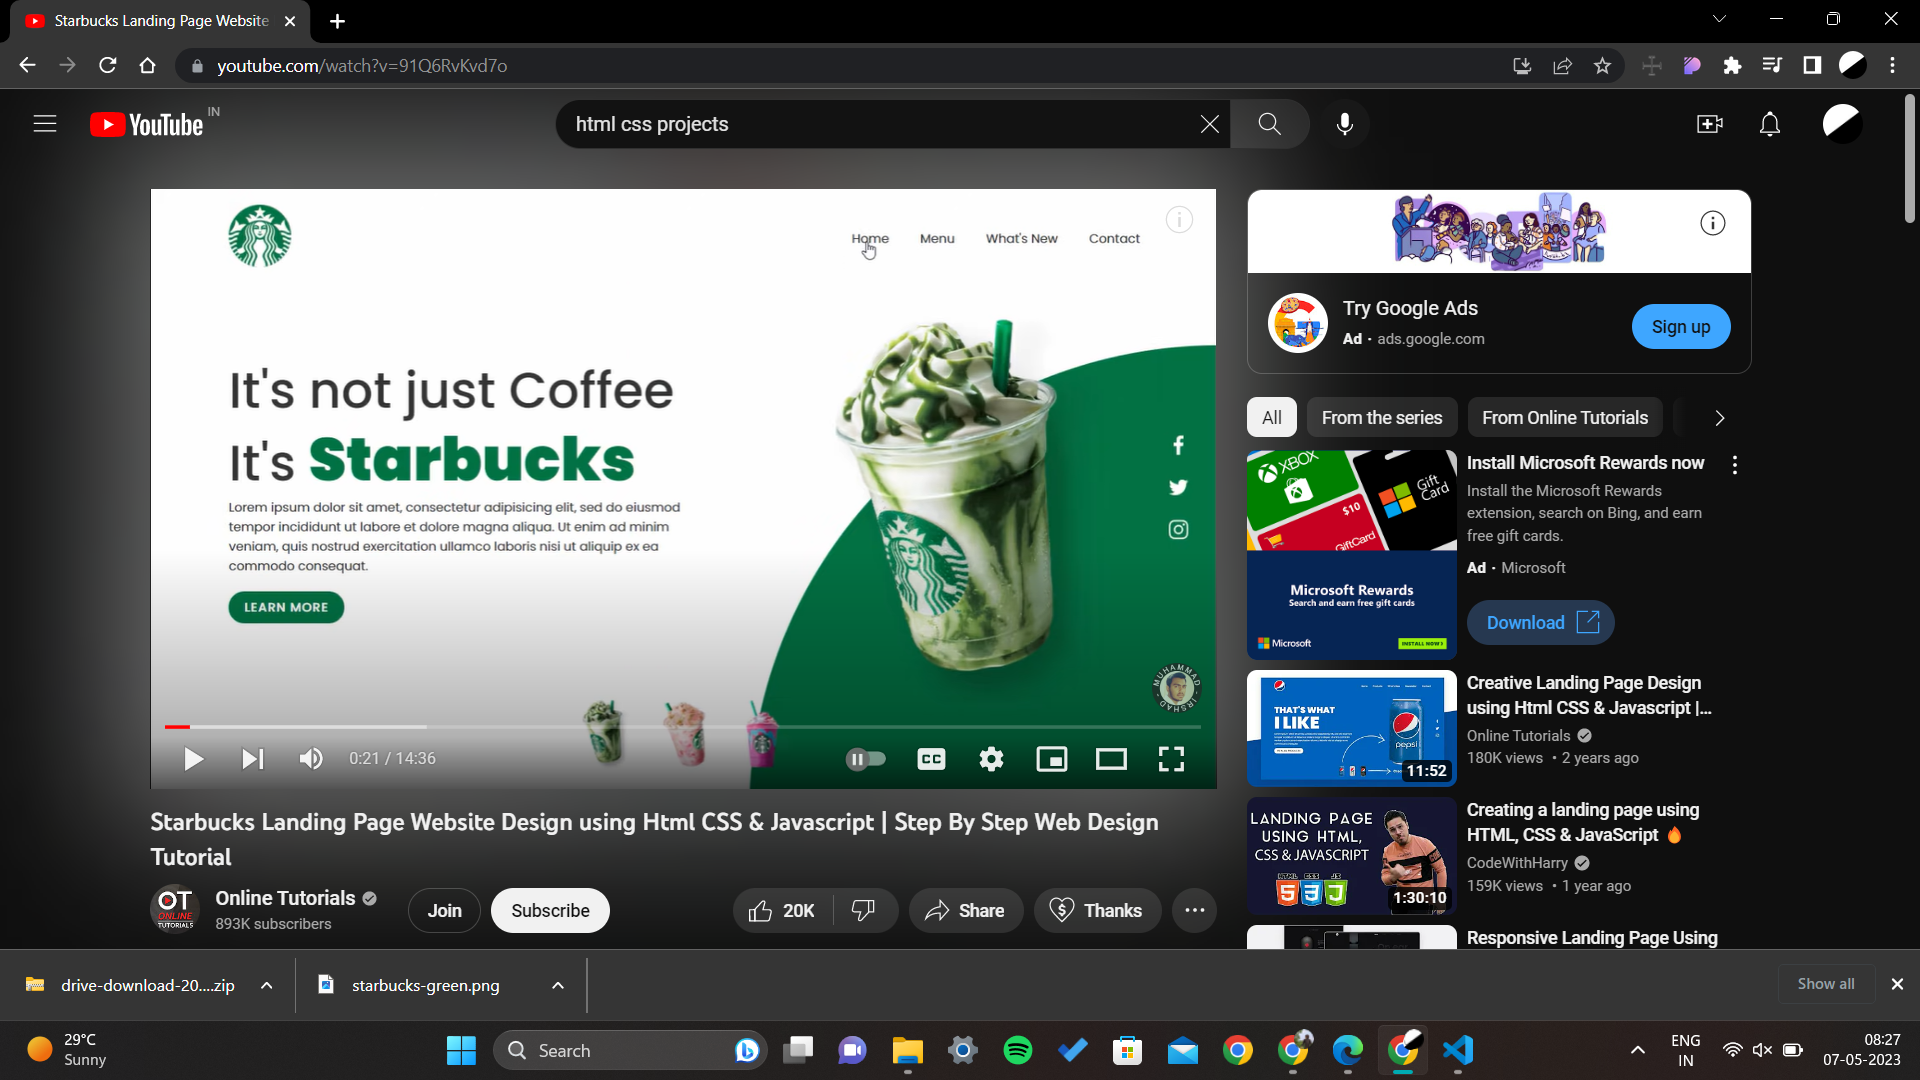 Starbucks Landing Page Website
youtube.com/watch?v=91Q6RvKvd7o
YouTube IN
html css projects
Home Menu What's New Contact
It's not just Coffee
It's Starbucks
Lorem ipsum dolor sit amet, consectetur adipisicing elit, sed do eiusmod
tempor incididunt ut labore et dolore magna aliqua. Ut enim ad minim
veniam, quis nostrud exercitation ullamco laboris nisi ut aliquip ex ea
commodo consequat.
LEARN MORE
MUHAMMAD IRSHAD
0:21 / 14:36
CC
Starbucks Landing Page Website Design using Html CSS & Javascript | Step By Step Web Design
Tutorial
OT
ONLINE
TUTORIALS
Online Tutorials
893K subscribers
Join
Subscribe
20K
Share
Thanks
Try Google Ads
Ad · ads.google.com
Sign up
All
From the series
From Online Tutorials
XBOX
Gift
Card
$10
GiftCard
Microsoft Rewards
Search and earn free gift cards
Microsoft
INSTALL NOW
Install Microsoft Rewards now
Install the Microsoft Rewards
extension, search on Bing, and earn
free gift cards.
Ad · Microsoft
Download
THAT'S WHAT
I LIKE
pepsi
11:52
Creative Landing Page Design
using Html CSS & Javascript |...
Online Tutorials
180K views · 2 years ago
LANDING PAGE
USING HTML,
CSS & JAVASCRIPT
HTML CSS JS
1:30:10
Creating a landing page using
HTML, CSS & JavaScript 🔥
CodeWithHarry
159K views · 1 year ago
Responsive Landing Page Using
drive-download-20....zip
starbucks-green.png
Show all
29°C
Sunny
Search
ENG
IN
08:27
07-05-2023